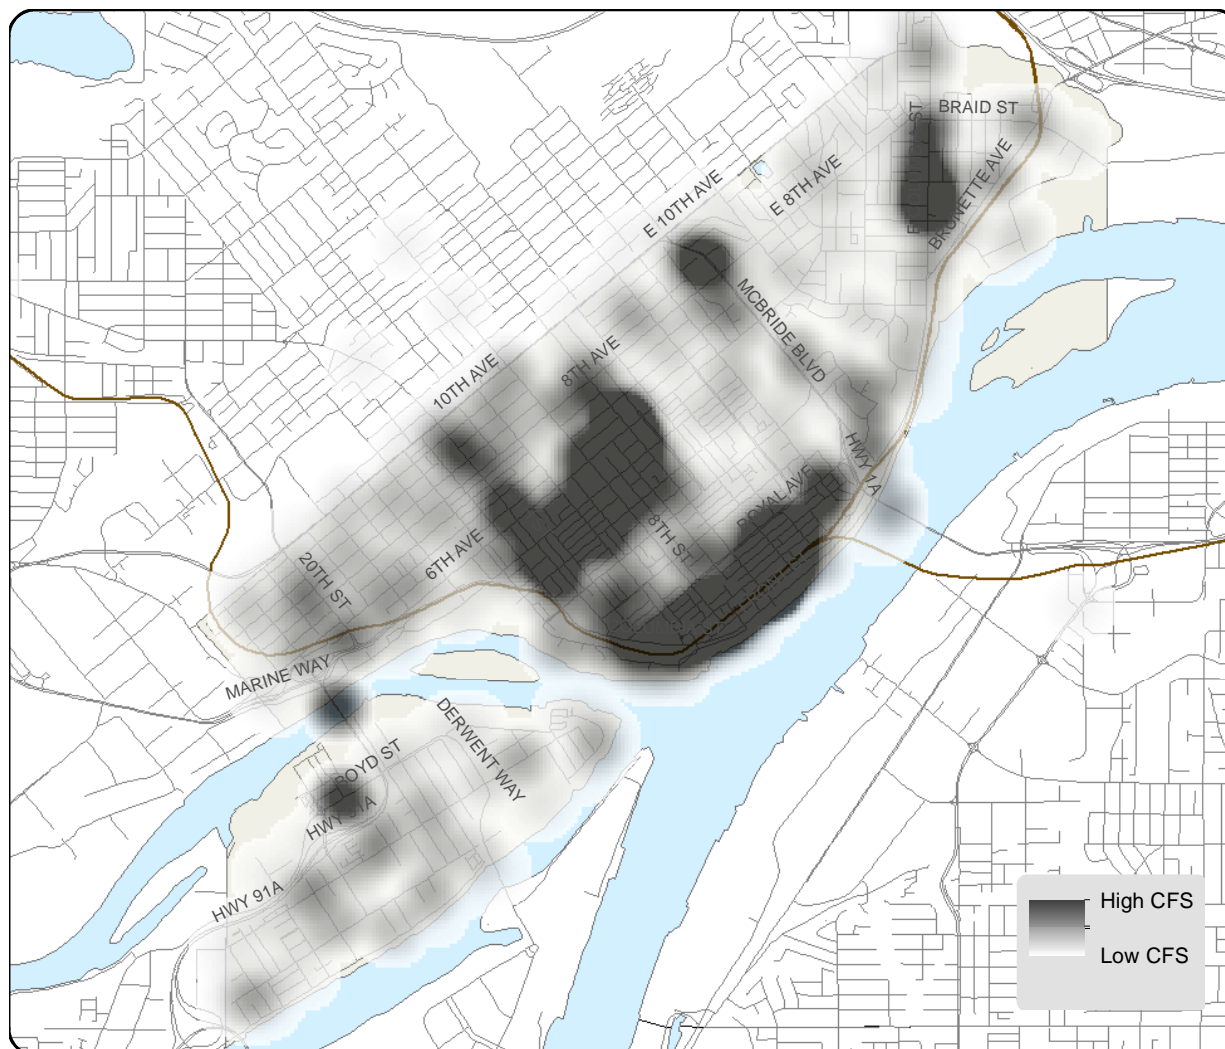 BRAID ST
BRUNETTE AVE
E 8TH AVE
E 10TH AVE
MCBRIDE BLVD
8TH AVE
10TH AVE
HWY 1A
ROYAL AVE
8TH ST
6TH AVE
20TH ST
MARINE WAY
DERWENT WAY
BOYD ST
HWY 91A
HWY 91A
High CFS
Low CFS